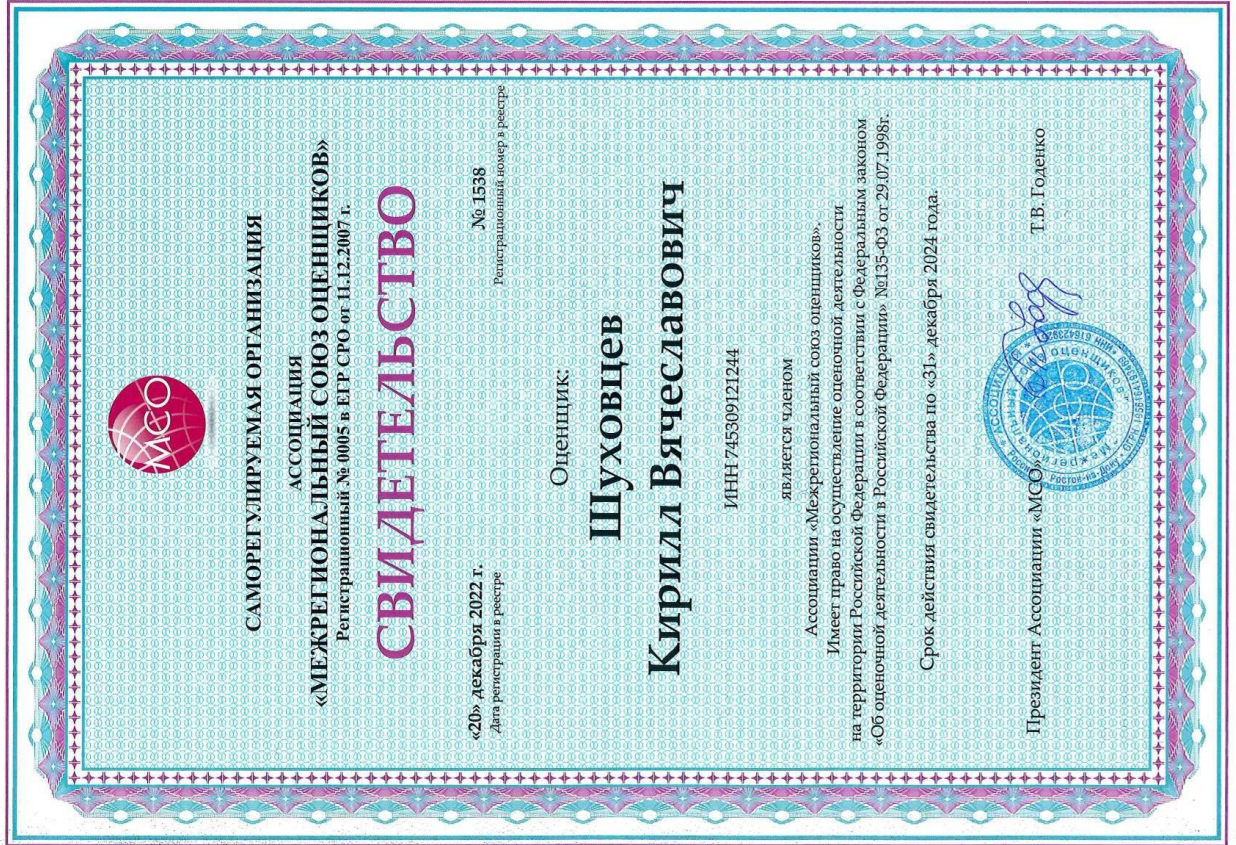 МСО
САМОРЕГУЛИРУЕМАЯ ОРГАНИЗАЦИЯ
АССОЦИАЦИЯ
«МЕЖРЕГИОНАЛЬНЫЙ СОЮЗ ОЦЕНЩИКОВ»
Регистрационный № 0005 в ЕГР СРО от 11.12.2007 г.
СВИДЕТЕЛЬСТВО
«20» декабря 2022 г. № 1538
Дата регистрации в реестре Регистрационный номер в реестре
Оценщик:
Шуховцев
Кирилл Вячеславович
ИНН 745309121244
является членом
Ассоциации «Межрегиональный союз оценщиков».
Имеет право на осуществление оценочной деятельности
на территории Российской Федерации в соответствии с Федеральным законом
«Об оценочной деятельности в Российской Федерации» №135-ФЗ от 29.07.1998г.
Срок действия свидетельства по «31» декабря 2024 года.
Президент Ассоциации «МСО» Т.В. Годенко